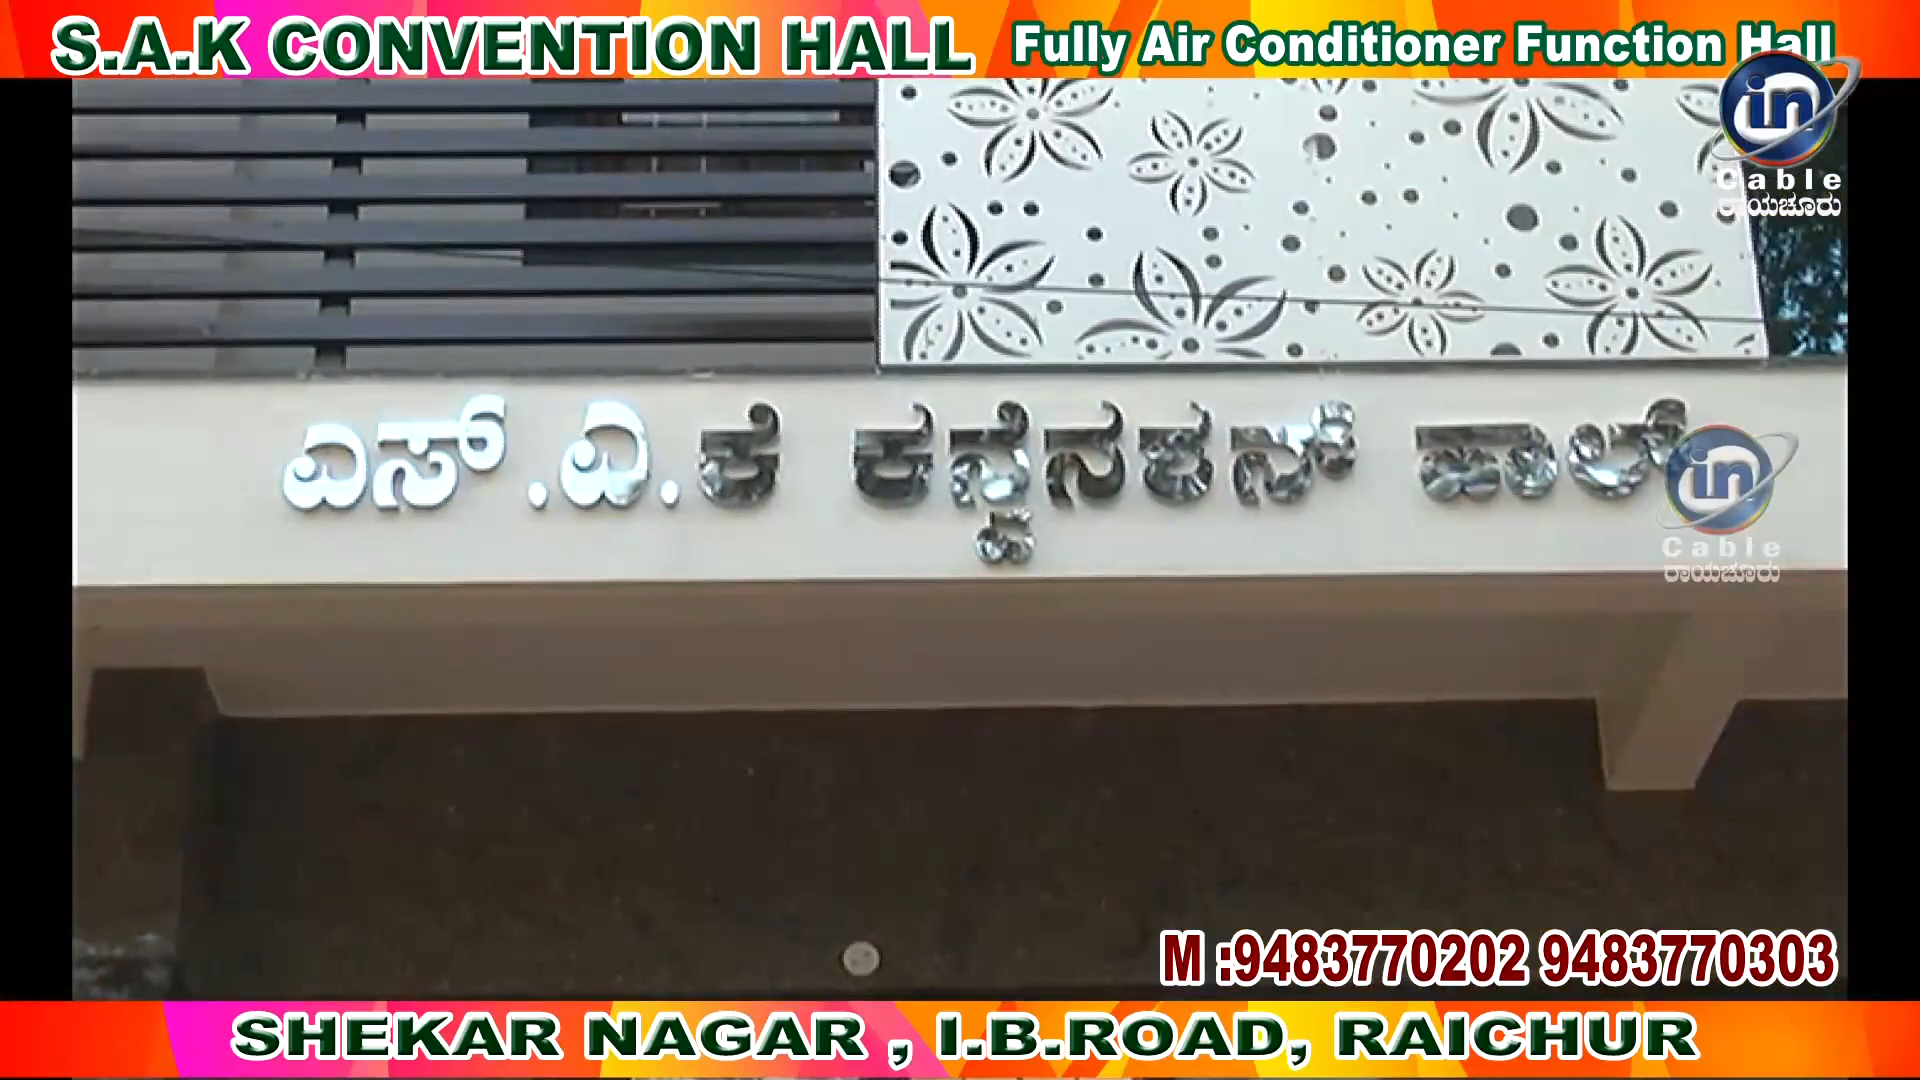 S.A.K CONVENTION HALL Fully Air Conditioner Function Hall
in
Cable
ರಾಯಚೂರು
ಎಸ್.ಎ.ಕೆ ಕನ್ವೆನಶನ್ ಹಾಲ್
in
Cable
ರಾಯಚೂರು
M :9483770202 9483770303
SHEKAR NAGAR , I.B.ROAD, RAICHUR